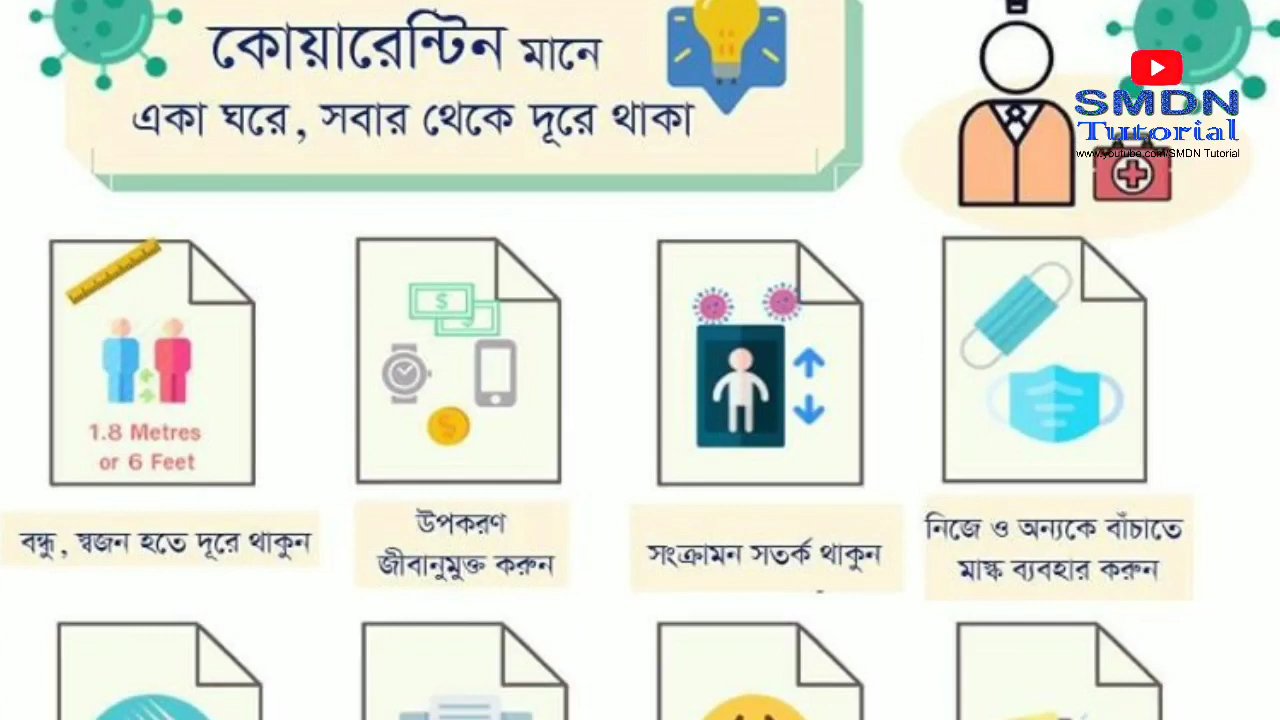 কোয়ারেন্টিন মানে
একা ঘরে, সবার থেকে দূরে থাকা
SMDN
Tutorial
www.youtube.com/SMDN Tutorial
1.8 Metres
or 6 Feet
বন্ধু, স্বজন হতে দূরে থাকুন
উপকরণ
জীবানুমুক্ত করুন
সংক্রামন সতর্ক থাকুন
নিজে ও অন্যকে বাঁচাতে
মাস্ক ব্যবহার করুন